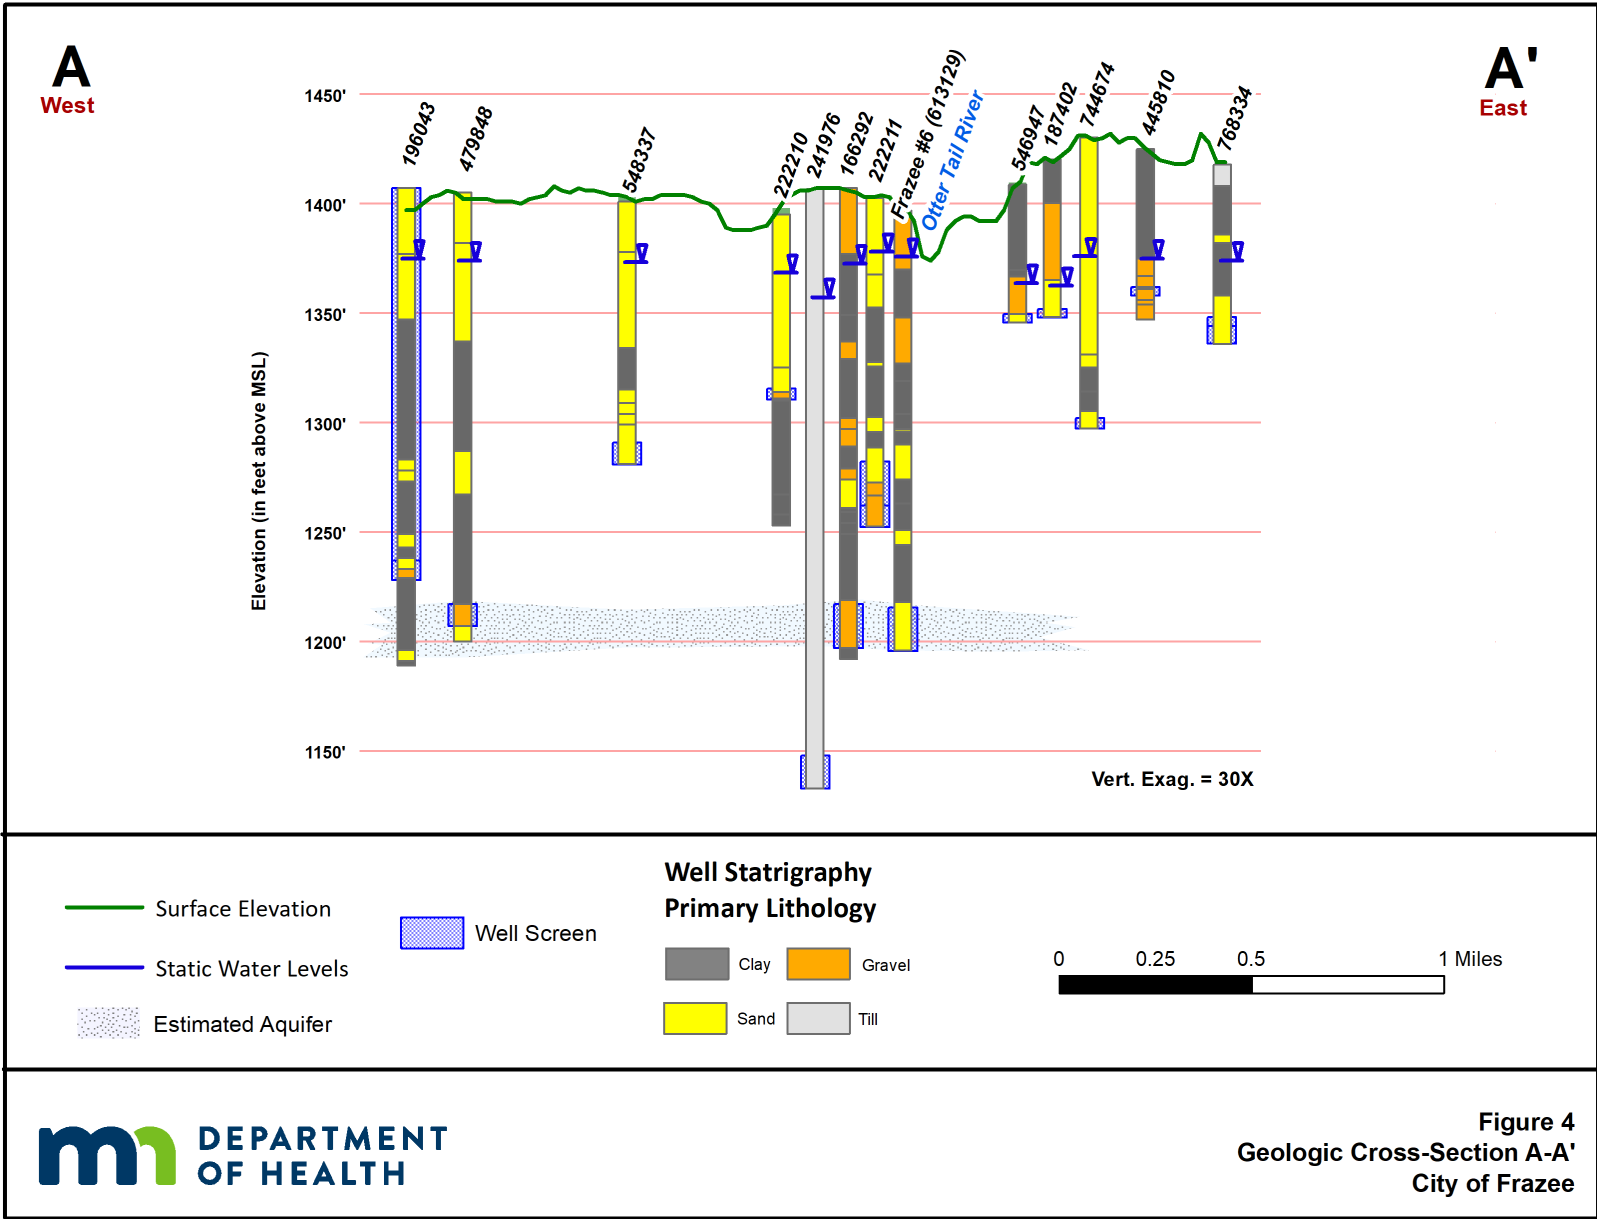 A
West
A'
East
1450'
1400'
1350'
1300'
1250'
1200'
1150'
Elevation (in feet above MSL)
196043
479848
548337
222210
241976
166292
222211
Frazee #6 (613129)
Otter Tail River
546947
187402
744674
445810
768334
Vert. Exag. = 30X
Surface Elevation
Static Water Levels
Estimated Aquifer
Well Screen
Well Statrigraphy
Primary Lithology
Clay
Gravel
Sand
Till
0 0.25 0.5 1 Miles
mn
DEPARTMENT
OF HEALTH
Figure 4
Geologic Cross-Section A-A'
City of Frazee